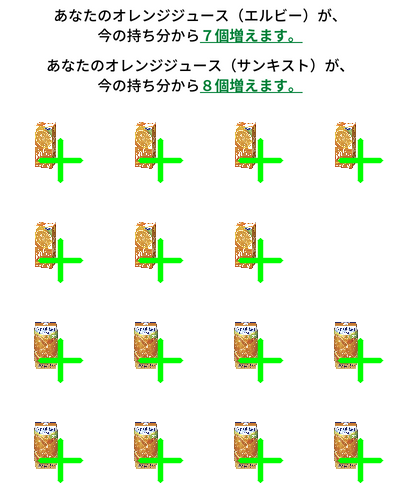 あなたのオレンジジュース（エルビー）が、
今の持ち分から７個増えます。
あなたのオレンジジュース（サンキスト）が、
今の持ち分から８個増えます。